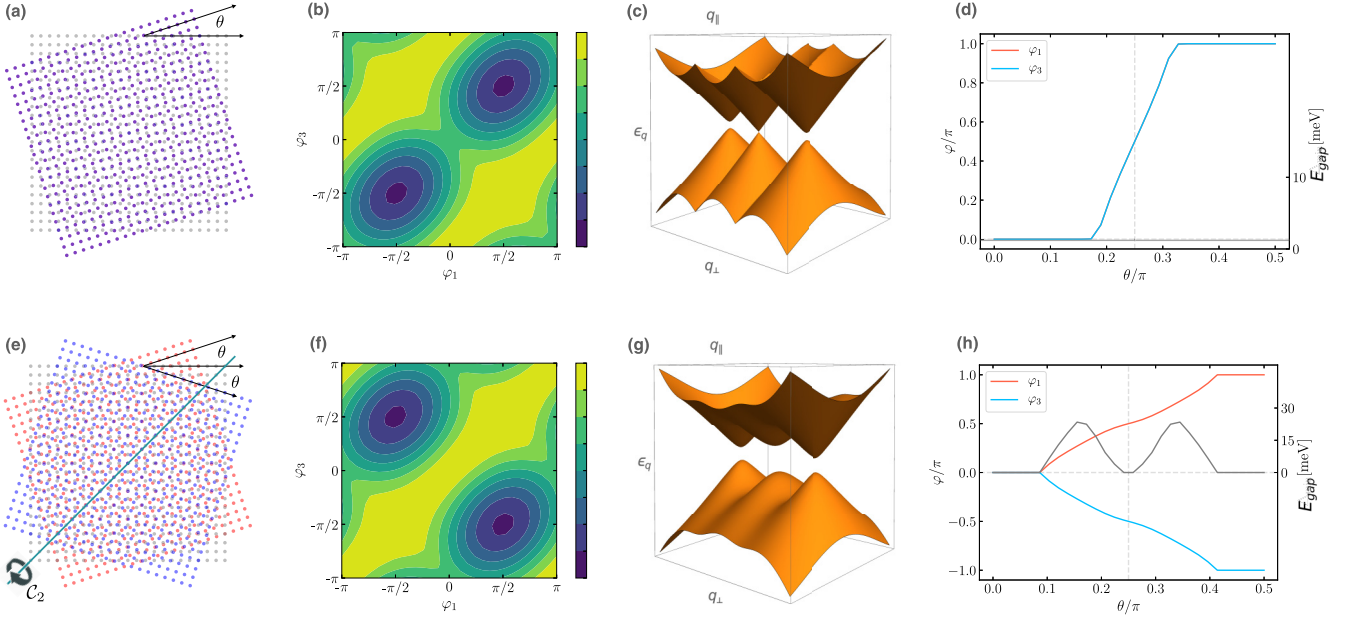 (a)
θ
(b)
π
π/2
0
-π/2
-π
φ₃
-π
-π/2
0
π/2
π
φ₁
(c)
q∥
ϵq
q⊥
(d)
1.0
0.8
0.6
0.4
0.2
0.0
φ/π
φ₁
φ₃
10
0
Egap [meV]
0.0
0.1
0.2
0.3
0.4
0.5
θ/π
(e)
θ
θ
C₂
(f)
π
π/2
0
-π/2
-π
φ₃
-π
-π/2
0
π/2
π
φ₁
(g)
q∥
ϵq
q⊥
(h)
1.0
0.5
0.0
−0.5
−1.0
φ/π
φ₁
φ₃
30
15
0
Egap [meV]
0.0
0.1
0.2
0.3
0.4
0.5
θ/π